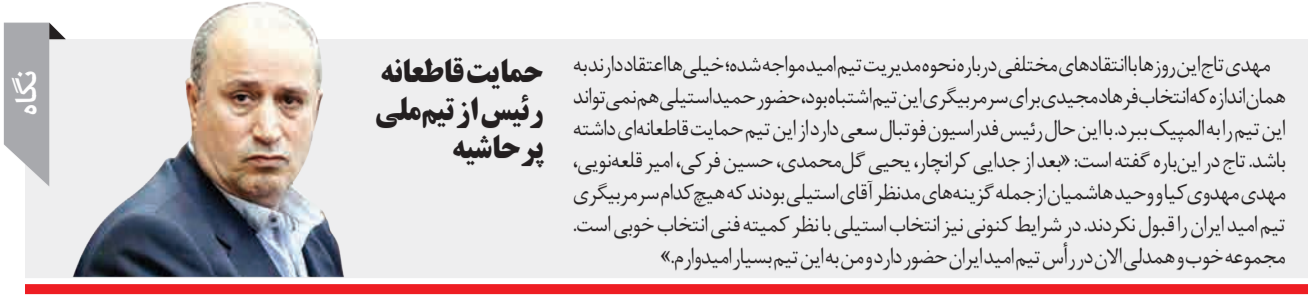 نگاه
حمایت قاطعانه
رئیس از تیم‌ملی
پر حاشیه
مهدی تاج این روزها با انتقادهای مختلفی درباره نحوه مدیریت تیم امید مواجه شده؛ خیلی‌ها اعتقاد دارند به
همان اندازه که انتخاب فرهاد مجیدی برای سرمربیگری این تیم اشتباه بود، حضور حمید استیلی هم نمی‌تواند
این تیم را به المپیک ببرد. با این حال رئیس فدراسیون فوتبال سعی دارد از این تیم حمایت قاطعانه‌ای داشته
باشد. تاج در این‌باره گفته است: «بعد از جدایی کرانچار، یحیی گل‌محمدی، حسین فرکی، امیر قلعه‌نویی،
مهدی مهدوی کیا و وحید هاشمیان از جمله گزینه‌های مدنظر آقای استیلی بودند که هیچ کدام سرمربیگری
تیم امید ایران را قبول نکردند. در شرایط کنونی نیز انتخاب استیلی با نظر کمیته فنی انتخاب خوبی است.
مجموعه خوب و همدلی الان در رأس تیم امید ایران حضور دارد و من به این تیم بسیار امیدوارم.»